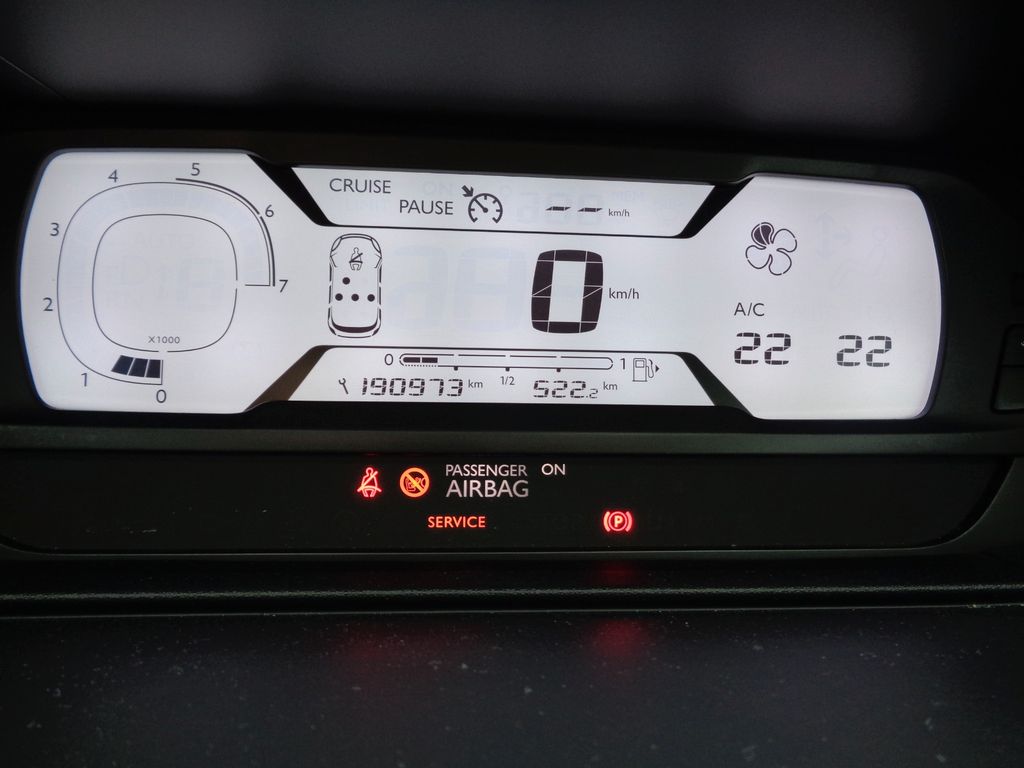 4 5
3 6
2 7
1 0
X1000
CRUISE
PAUSE -- km/h
0 km/h
A/C
22 22
0 1/2 1
190973 km 522.2 km
PASSENGER ON
AIRBAG
SERVICE
P